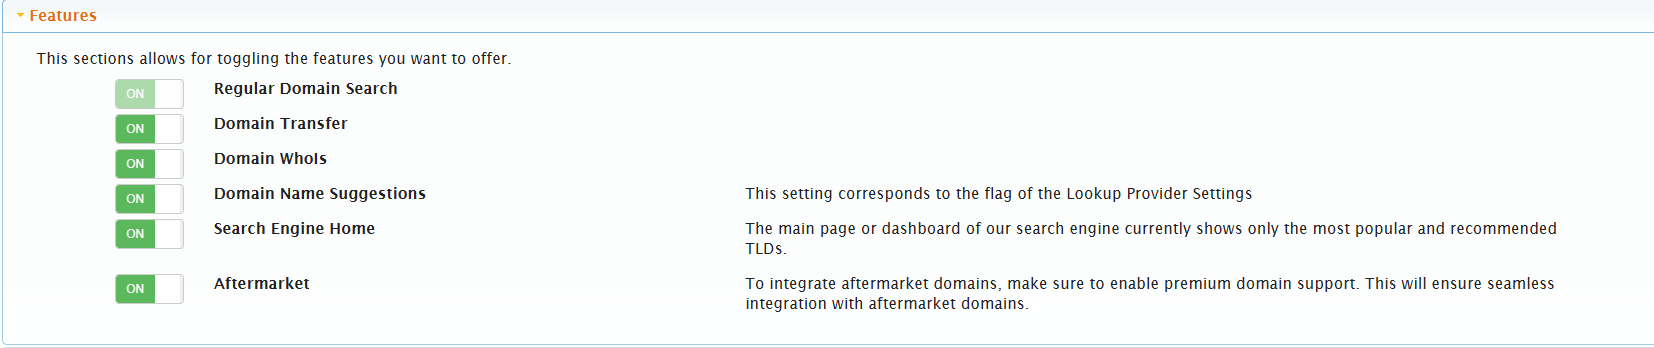 Features
This sections allows for toggling the features you want to offer.
ON Regular Domain Search
ON Domain Transfer
ON Domain WhoIs
ON Domain Name Suggestions This setting corresponds to the flag of the Lookup Provider Settings
ON Search Engine Home The main page or dashboard of our search engine currently shows only the most popular and recommended
TLDs.
ON Aftermarket To integrate aftermarket domains, make sure to enable premium domain support. This will ensure seamless
integration with aftermarket domains.